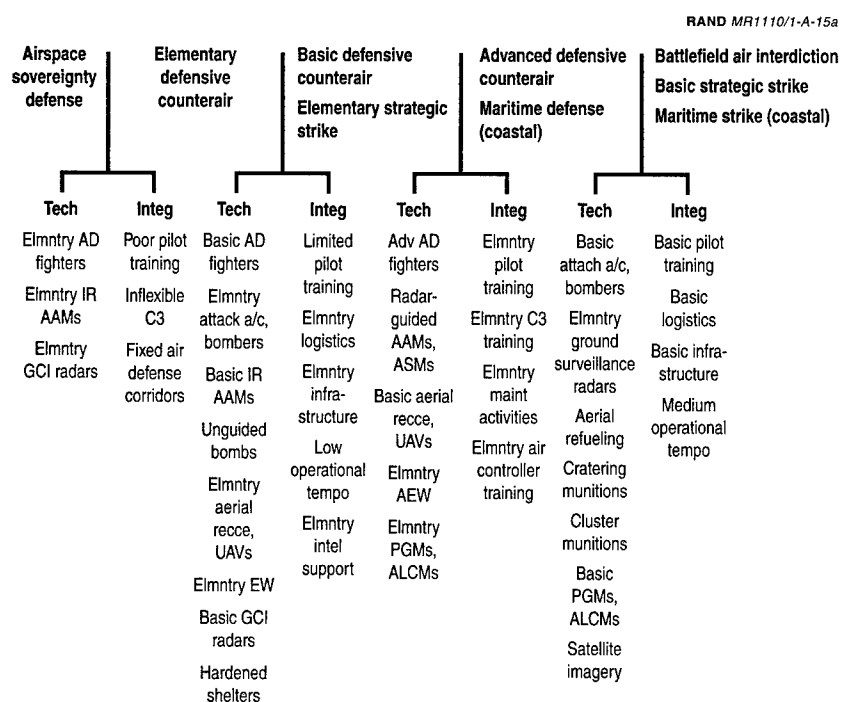 RAND MR1110/1-A-15a
Airspace
sovereignty
defense
Elementary
defensive
counterair
Basic defensive
counterair
Elementary strategic
strike
Advanced defensive
counterair
Maritime defense
(coastal)
Battlefield air interdiction
Basic strategic strike
Maritime strike (coastal)
Tech
Elmntry AD
fighters
Elmntry IR
AAMs
Elmntry
GCI radars
Integ
Poor pilot
training
Inflexible
C3
Fixed air
defense
corridors
Tech
Basic AD
fighters
Elmntry
attack a/c,
bombers
Basic IR
AAMs
Unguided
bombs
Elmntry
aerial
recce,
UAVs
Elmntry EW
Basic GCI
radars
Hardened
shelters
Integ
Limited
pilot
training
Elmntry
logistics
Elmntry
infra-
structure
Low
operational
tempo
Elmntry
intel
support
Tech
Adv AD
fighters
Radar-
guided
AAMs,
ASMs
Basic aerial
recce,
UAVs
Elmntry
AEW
Elmntry
PGMs,
ALCMs
Integ
Elmntry
pilot
training
Elmntry C3
training
Elmntry
maint
activities
Elmntry air
controller
training
Tech
Basic
attach a/c,
bombers
Elmntry
ground
surveillance
radars
Aerial
refueling
Cratering
munitions
Cluster
munitions
Basic
PGMs,
ALCMs
Satellite
imagery
Integ
Basic pilot
training
Basic
logistics
Basic infra-
structure
Medium
operational
tempo